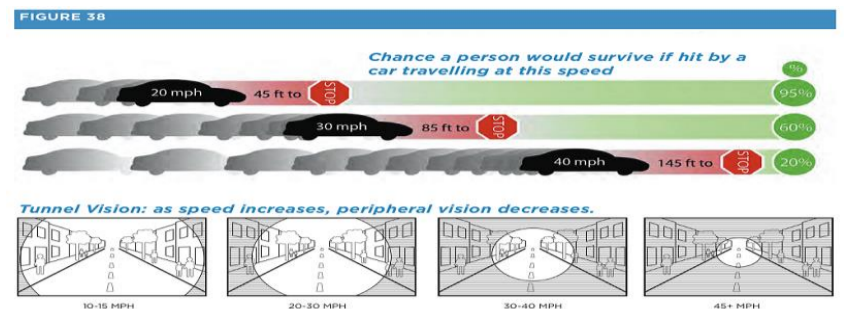 FIGURE 38
Chance a person would survive if hit by a
car travelling at this speed
%
20 mph 45 ft to STOP 95%
30 mph 85 ft to STOP 60%
40 mph 145 ft to STOP 20%
Tunnel Vision: as speed increases, peripheral vision decreases.
10-15 MPH 20-30 MPH 30-40 MPH 45+ MPH